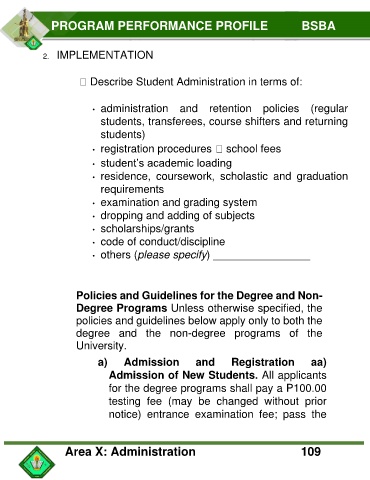 PROGRAM PERFORMANCE PROFILE BSBA
2. IMPLEMENTATION
□ Describe Student Administration in terms of:
• administration and retention policies (regular
students, transferees, course shifters and returning
students)
• registration procedures □ school fees
• student's academic loading
• residence, coursework, scholastic and graduation
requirements
• examination and grading system
• dropping and adding of subjects
• scholarships/grants
• code of conduct/discipline
• others (please specify) ________________
Policies and Guidelines for the Degree and Non-
Degree Programs Unless otherwise specified, the
policies and guidelines below apply only to both the
degree and the non-degree programs of the
University.
a) Admission and Registration aa)
Admission of New Students. All applicants
for the degree programs shall pay a P100.00
testing fee (may be changed without prior
notice) entrance examination fee; pass the
Area X: Administration 109